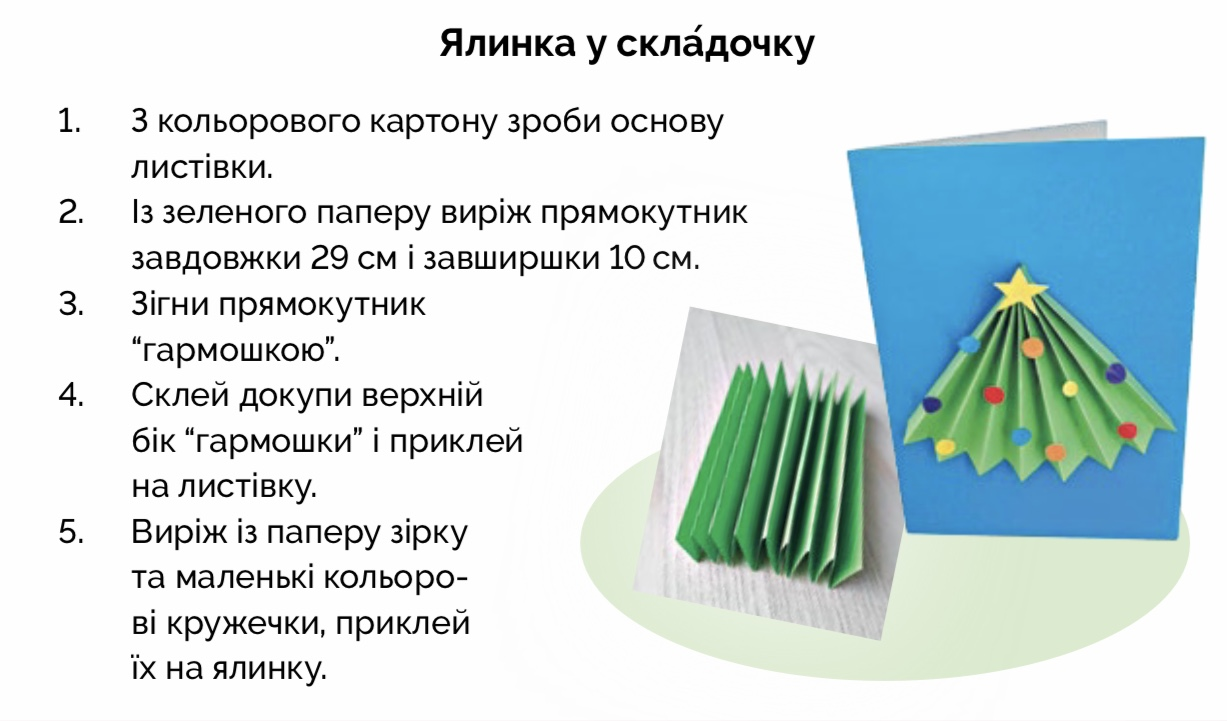 Ялинка у скла́дочку
1. З кольорового картону зроби основу
листівки.
2. Із зеленого паперу виріж прямокутник
завдовжки 29 см і завширшки 10 см.
3. Зігни прямокутник
“гармошкою”.
4. Склей докупи верхній
бік “гармошки” і приклей
на листівку.
5. Виріж із паперу зірку
та маленькі кольоро-
ві кружечки, приклей
їх на ялинку.